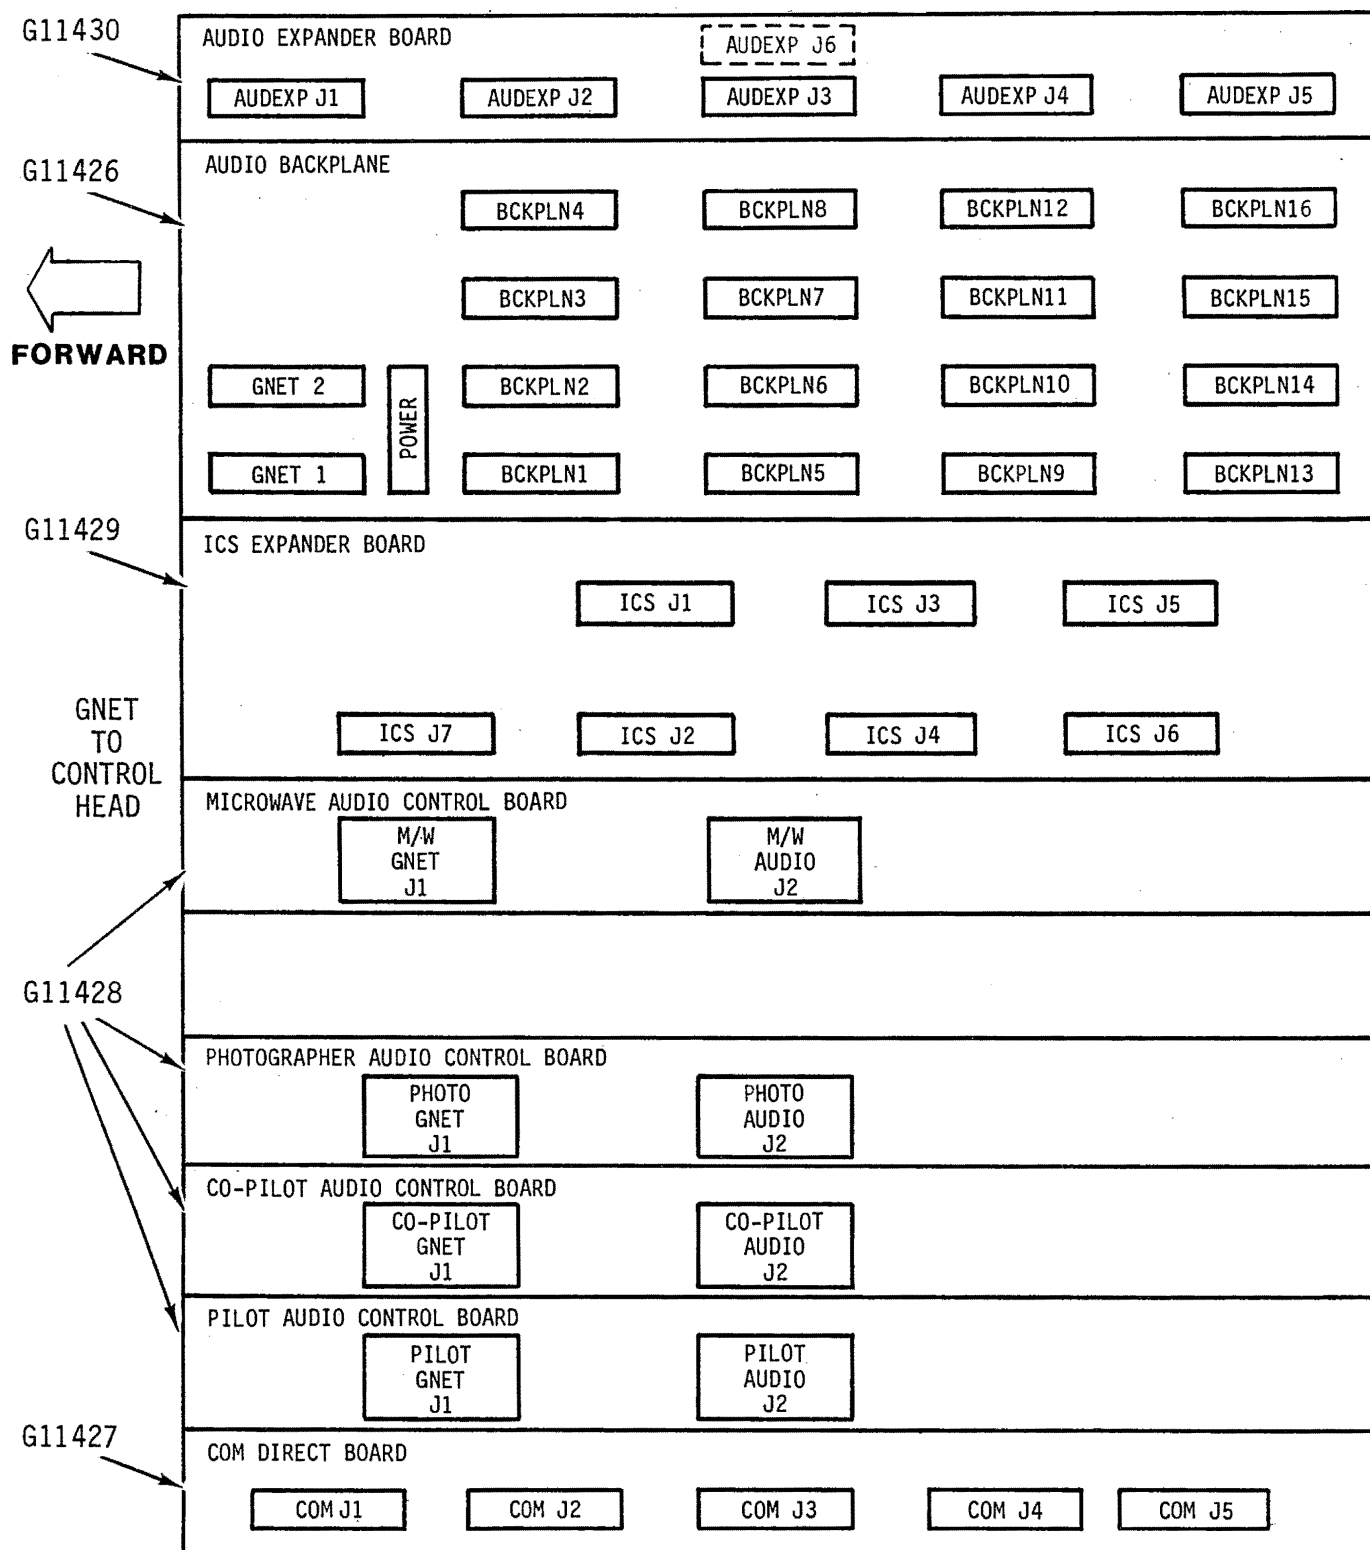 G11430
AUDIO EXPANDER BOARD
AUDEXP J6
AUDEXP J1
AUDEXP J2
AUDEXP J3
AUDEXP J4
AUDEXP J5
G11426
AUDIO BACKPLANE
BCKPLN4
BCKPLN8
BCKPLN12
BCKPLN16
FORWARD
BCKPLN3
BCKPLN7
BCKPLN11
BCKPLN15
GNET 2
POWER
BCKPLN2
BCKPLN6
BCKPLN10
BCKPLN14
GNET 1
BCKPLN1
BCKPLN5
BCKPLN9
BCKPLN13
G11429
ICS EXPANDER BOARD
ICS J1
ICS J3
ICS J5
ICS J7
ICS J2
ICS J4
ICS J6
GNET
TO
CONTROL
HEAD
MICROWAVE AUDIO CONTROL BOARD
M/W
GNET
J1
M/W
AUDIO
J2
G11428
PHOTOGRAPHER AUDIO CONTROL BOARD
PHOTO
GNET
J1
PHOTO
AUDIO
J2
CO-PILOT AUDIO CONTROL BOARD
CO-PILOT
GNET
J1
CO-PILOT
AUDIO
J2
PILOT AUDIO CONTROL BOARD
PILOT
GNET
J1
PILOT
AUDIO
J2
G11427
COM DIRECT BOARD
COM J1
COM J2
COM J3
COM J4
COM J5